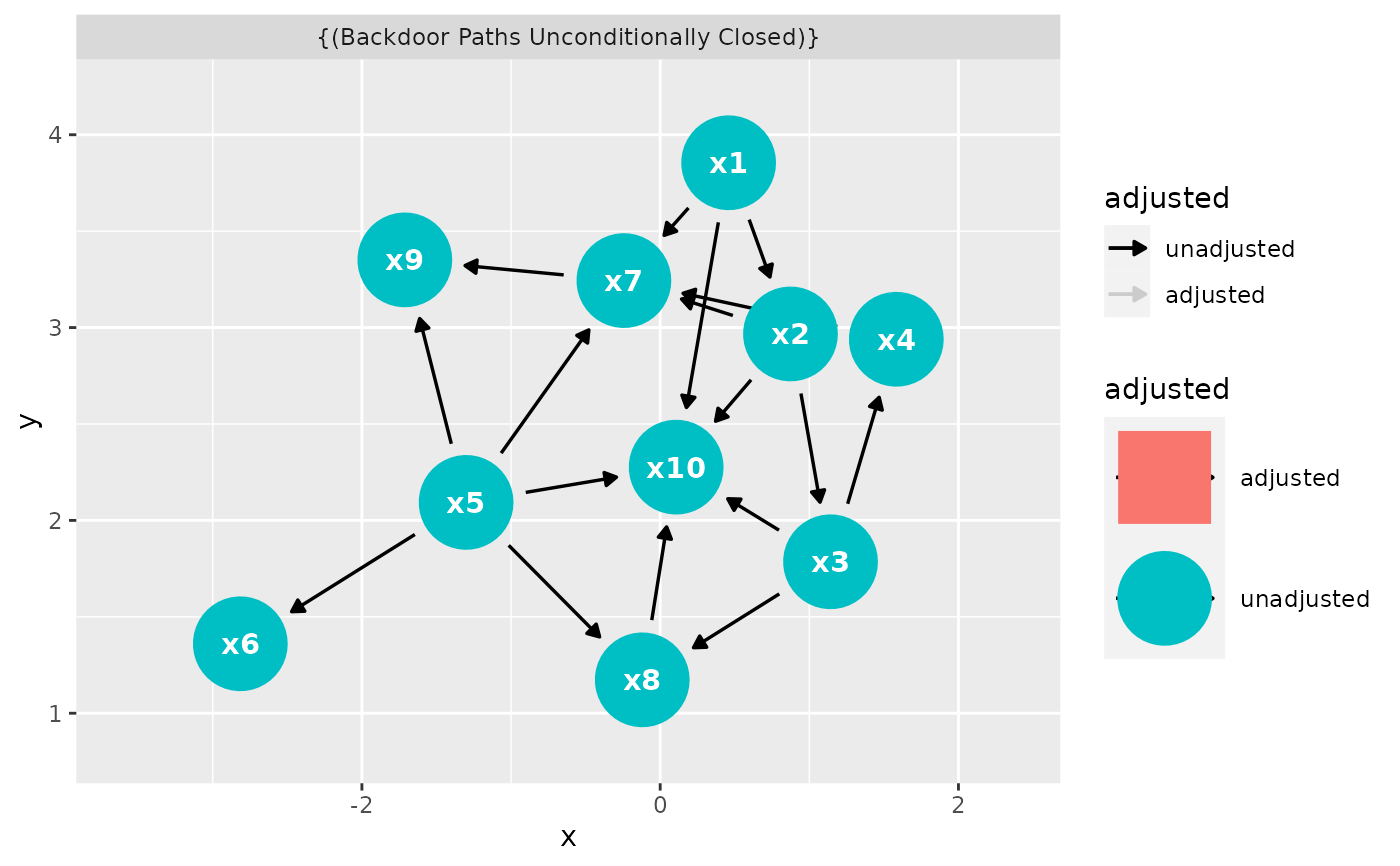 {(Backdoor Paths Unconditionally Closed)}
4
3
2
1
y
x1
x9
x7
x2
x4
x10
x5
x3
x6
x8
-2
0
2
x
adjusted
unadjusted
adjusted
adjusted
adjusted
unadjusted